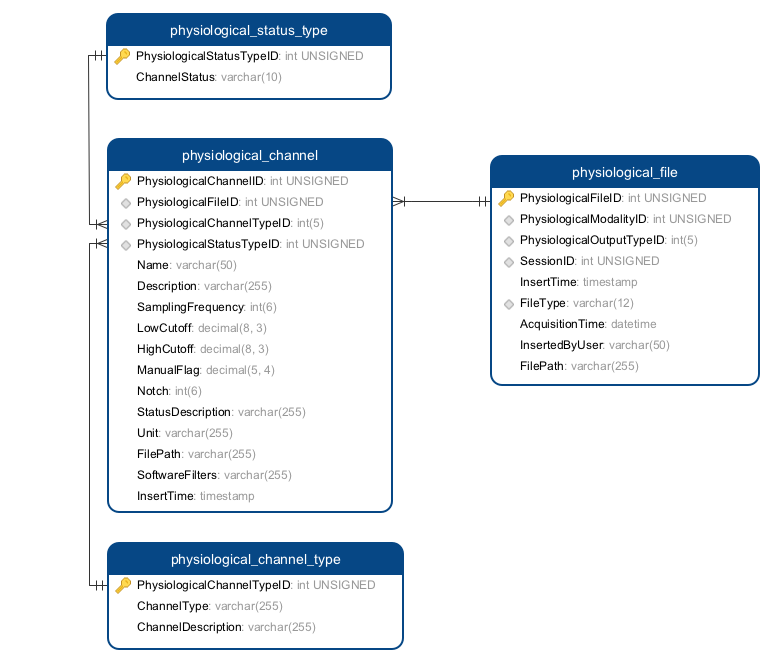 physiological_status_type
PhysiologicalStatusTypeID: int UNSIGNED
ChannelStatus: varchar(10)
physiological_channel
PhysiologicalChannelID: int UNSIGNED
PhysiologicalFileID: int UNSIGNED
PhysiologicalChannelTypeID: int(5)
PhysiologicalStatusTypeID: int UNSIGNED
Name: varchar(50)
Description: varchar(255)
SamplingFrequency: int(6)
LowCutoff: decimal(8, 3)
HighCutoff: decimal(8, 3)
ManualFlag: decimal(5, 4)
Notch: int(6)
StatusDescription: varchar(255)
Unit: varchar(255)
FilePath: varchar(255)
SoftwareFilters: varchar(255)
InsertTime: timestamp
physiological_file
PhysiologicalFileID: int UNSIGNED
PhysiologicalModalityID: int UNSIGNED
PhysiologicalOutputTypeID: int(5)
SessionID: int UNSIGNED
InsertTime: timestamp
FileType: varchar(12)
AcquisitionTime: datetime
InsertedByUser: varchar(50)
FilePath: varchar(255)
physiological_channel_type
PhysiologicalChannelTypeID: int UNSIGNED
ChannelType: varchar(255)
ChannelDescription: varchar(255)